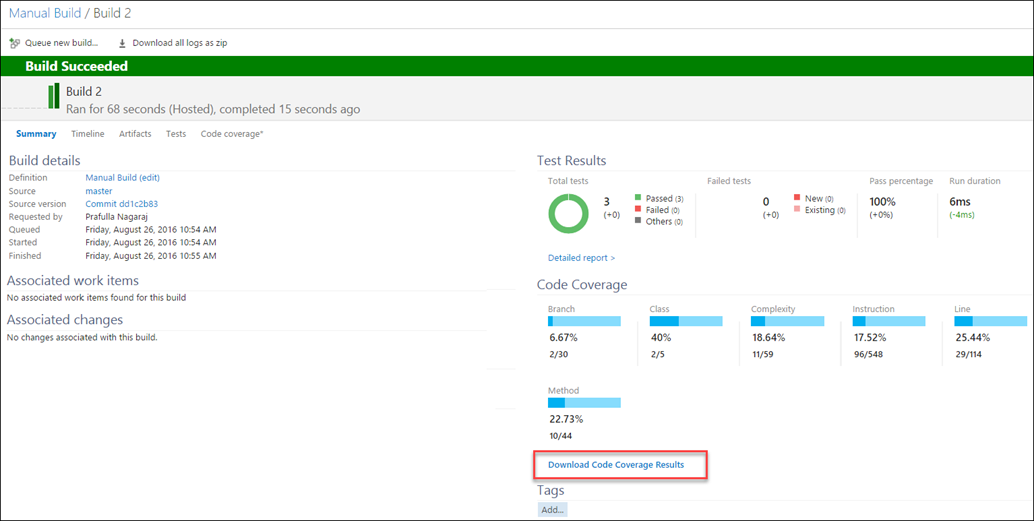 Manual Build / Build 2
Queue new build... Download all logs as zip
Build Succeeded
Build 2
Ran for 68 seconds (Hosted), completed 15 seconds ago
Summary Timeline Artifacts Tests Code coverage*
Build details
Definition Manual Build (edit)
Source master
Source version Commit dd1c2b83
Requested by Prafulla Nagaraj
Queued Friday, August 26, 2016 10:54 AM
Started Friday, August 26, 2016 10:54 AM
Finished Friday, August 26, 2016 10:55 AM
Associated work items
No associated work items found for this build
Associated changes
No changes associated with this build.
Test Results
Total tests Failed tests Pass percentage Run duration
3
(+0)
Passed (3)
Failed (0)
Others (0)
0
(+0)
New (0)
Existing (0)
100%
(+0%)
6ms
(-4ms)
Detailed report >
Code Coverage
Branch Class Complexity Instruction Line
6.67% 40% 18.64% 17.52% 25.44%
2/30 2/5 11/59 96/548 29/114
Method
22.73%
10/44
Download Code Coverage Results
Tags
Add...